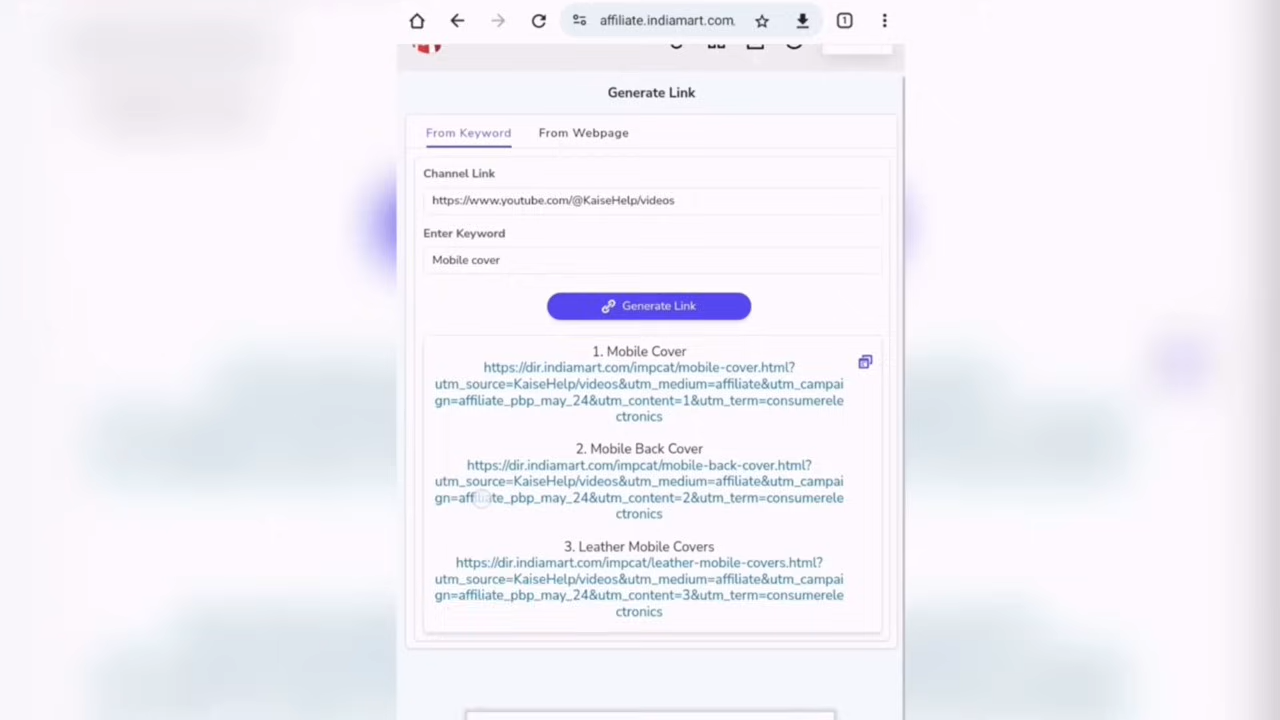 affiliate.indiamart.com
1
Generate Link
From Keyword From Webpage
Channel Link
https://www.youtube.com/@KaiseHelp/videos
Enter Keyword
Mobile cover
Generate Link
1. Mobile Cover
https://dir.indiamart.com/impcat/mobile-cover.html?
utm_source=KaiseHelp/videos&utm_medium=affiliate&utm_campai
gn=affiliate_pbp_may_24&utm_content=1&utm_term=consumerele
ctronics
2. Mobile Back Cover
https://dir.indiamart.com/impcat/mobile-back-cover.html?
utm_source=KaiseHelp/videos&utm_medium=affiliate&utm_campai
gn=affiliate_pbp_may_24&utm_content=2&utm_term=consumerele
ctronics
3. Leather Mobile Covers
https://dir.indiamart.com/impcat/leather-mobile-covers.html?
utm_source=KaiseHelp/videos&utm_medium=affiliate&utm_campai
gn=affiliate_pbp_may_24&utm_content=3&utm_term=consumerele
ctronics